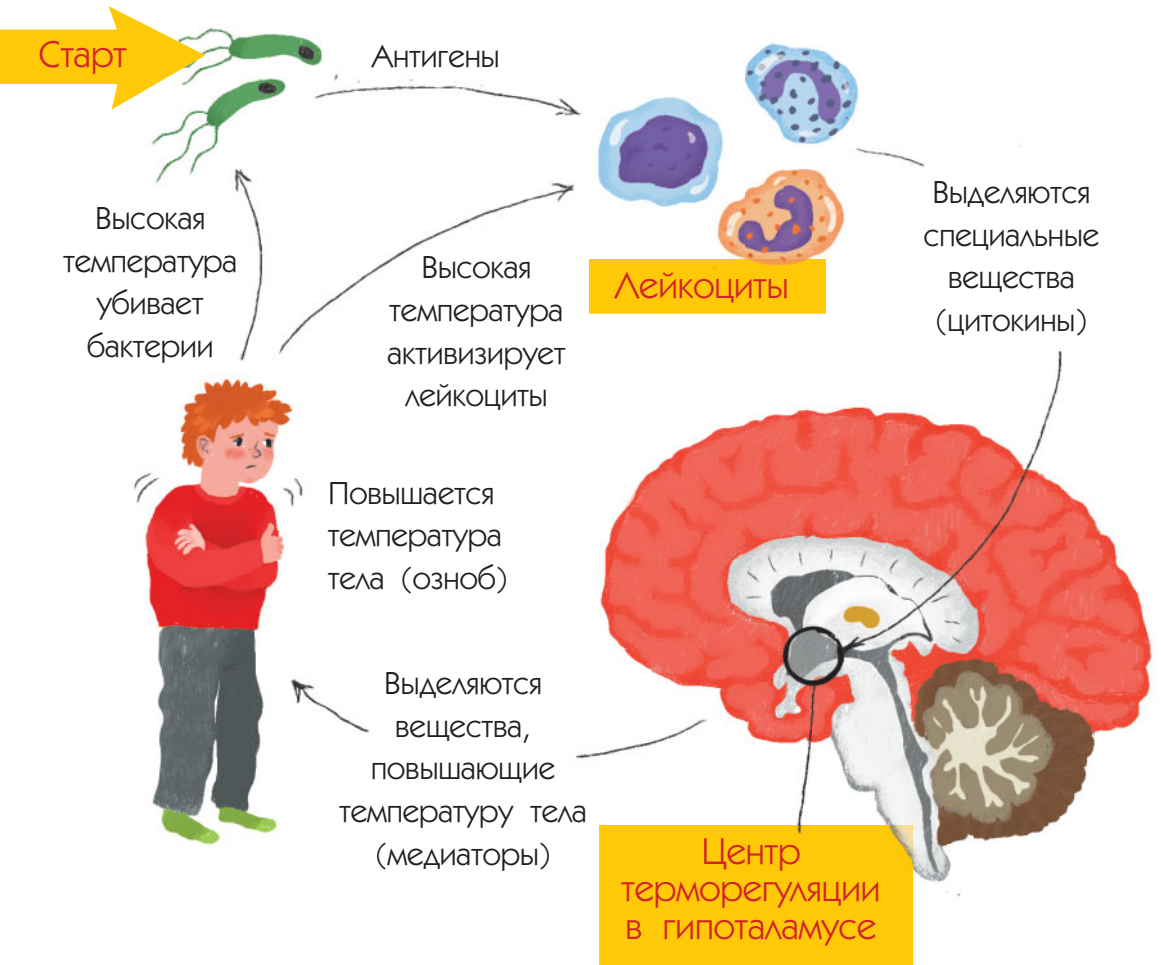 Старт
Антигены
Высокая
температура
убивает
бактерии
Высокая
температура
активизирует
лейкоциты
Лейкоциты
Выделяются
специальные
вещества
(цитокины)
Повышается
температура
тела (озноб)
Выделяются
вещества,
повышающие
температуру тела
(медиаторы)
Центр
терморегуляции
в гипоталамусе